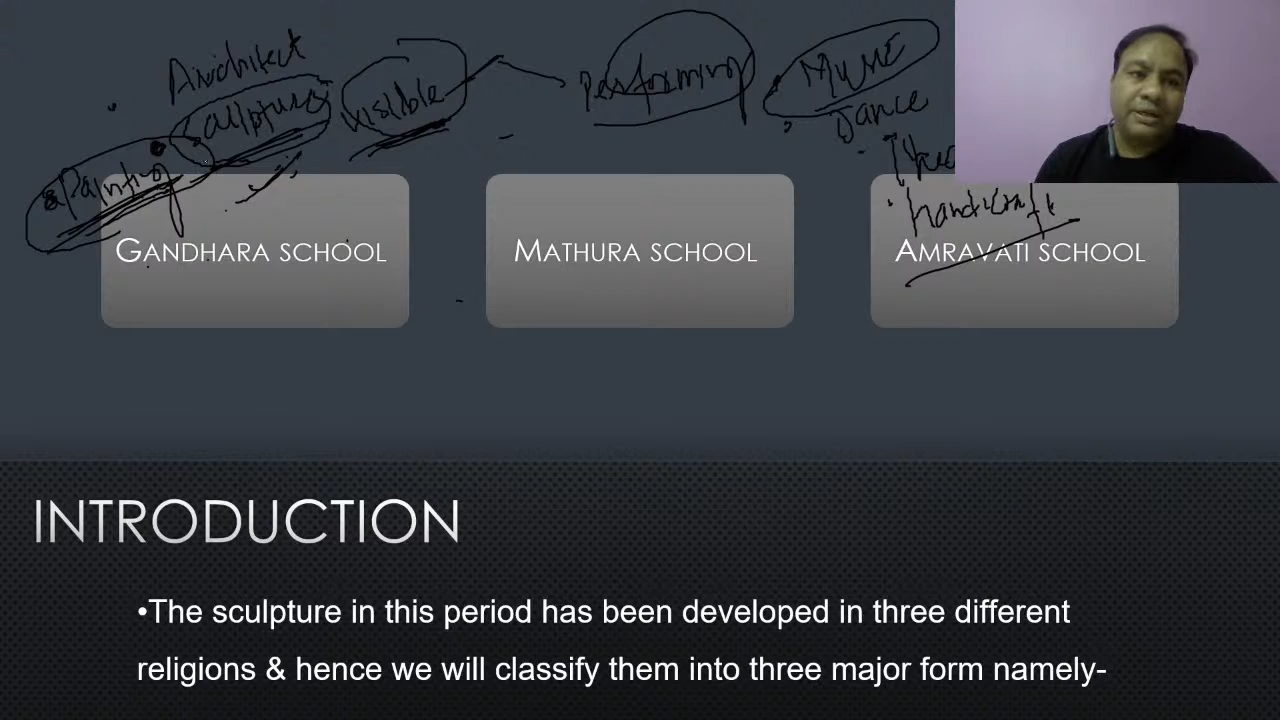 Architect
Sculpture
visible
Performing
Music
Dance
Painting
handicraft
GANDHARA SCHOOL
MATHURA SCHOOL
AMRAVATI SCHOOL
INTRODUCTION
•The sculpture in this period has been developed in three different
religions & hence we will classify them into three major form namely-